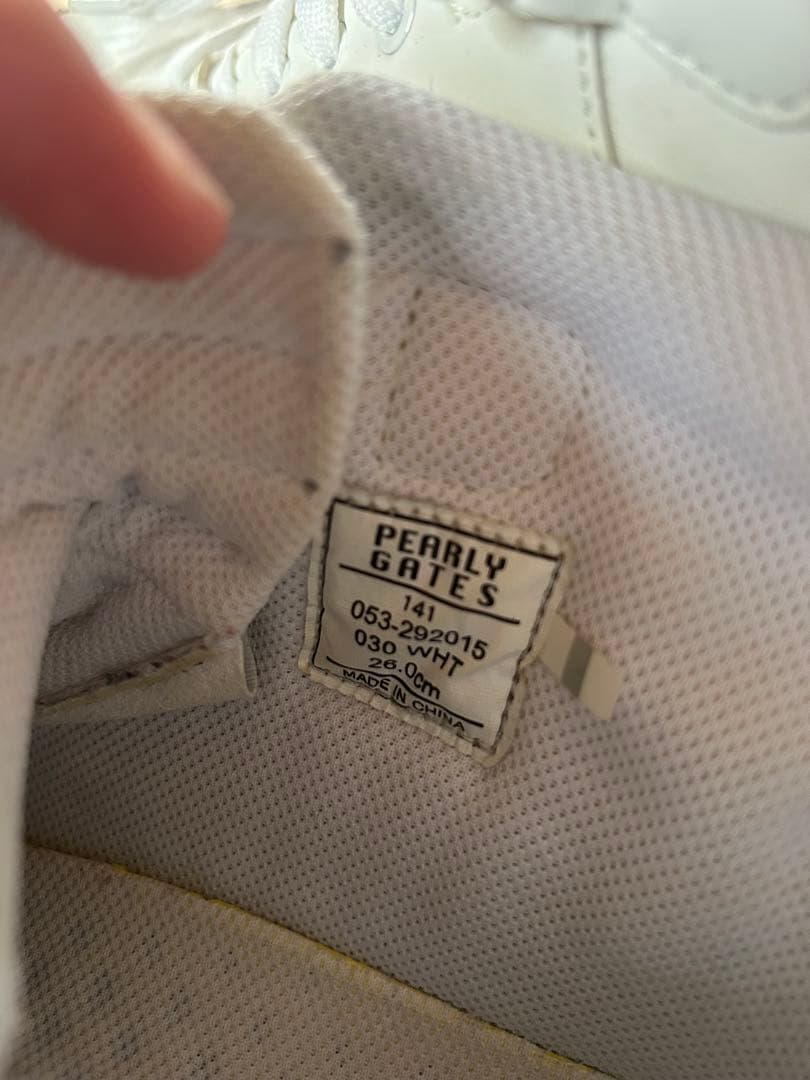 PEARLY
GATES
141
053-292015
030 WHT
26.0cm
MADE IN CHINA